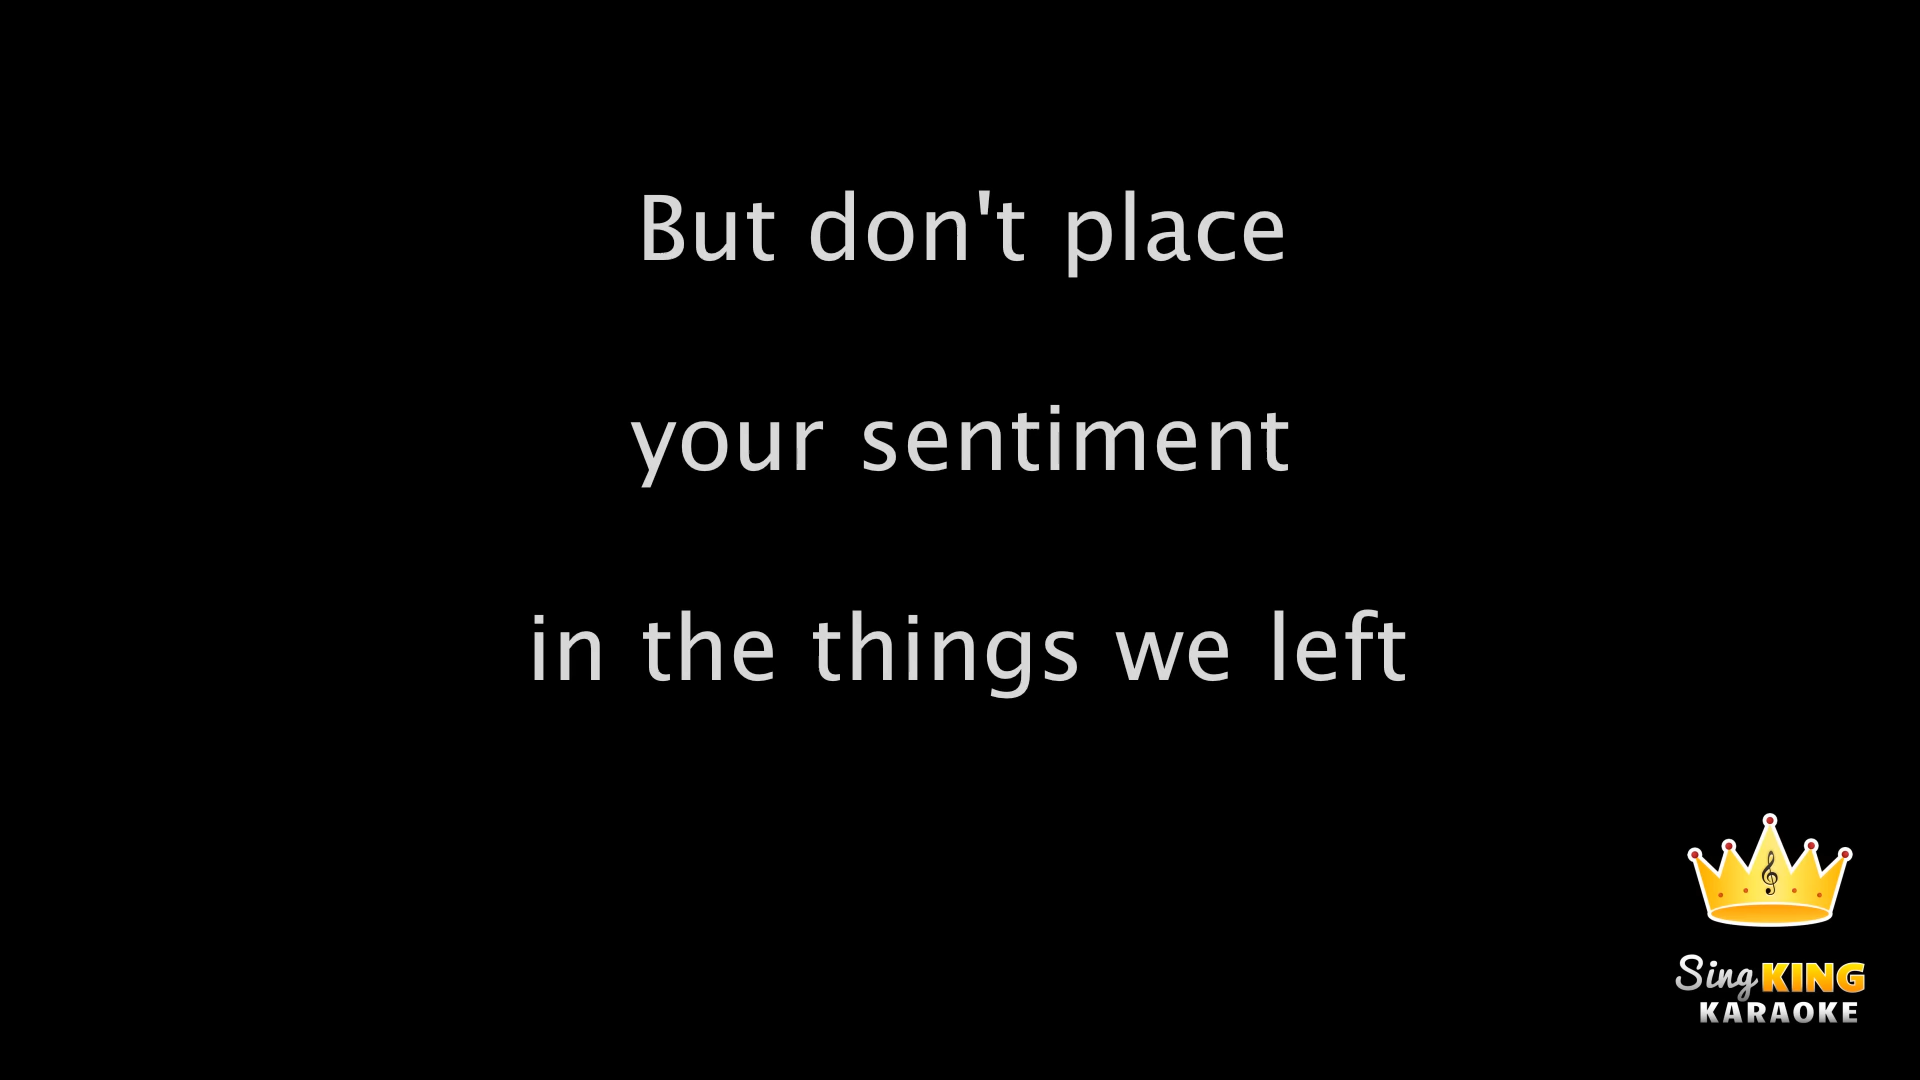 But don't place
your sentiment
in the things we left
Sing KING
KARAOKE